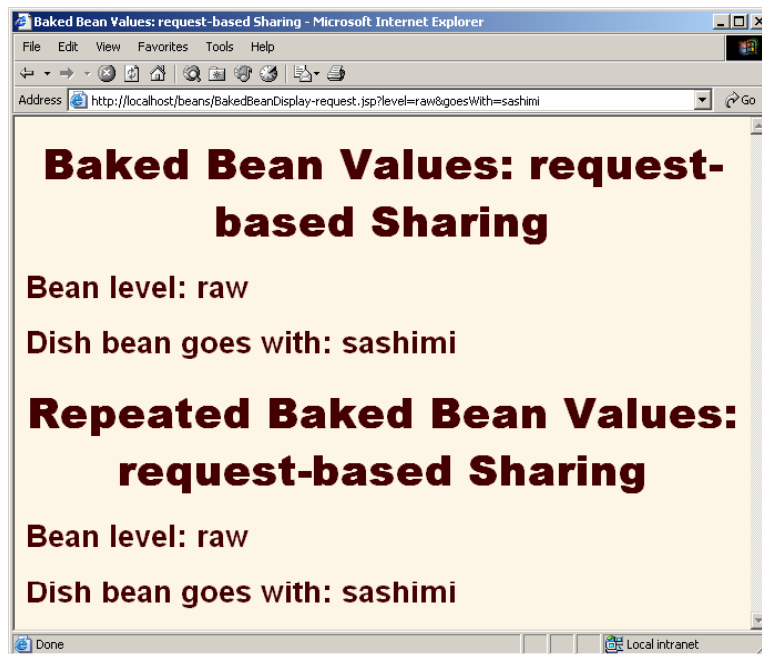 Baked Bean Values: request-based Sharing - Microsoft Internet Explorer
File Edit View Favorites Tools Help
Address http://localhost/beans/BakedBeanDisplay-request.jsp?level=raw&goesWith=sashimi Go
Baked Bean Values: request-
based Sharing
Bean level: raw
Dish bean goes with: sashimi
Repeated Baked Bean Values:
request-based Sharing
Bean level: raw
Dish bean goes with: sashimi
Done Local intranet